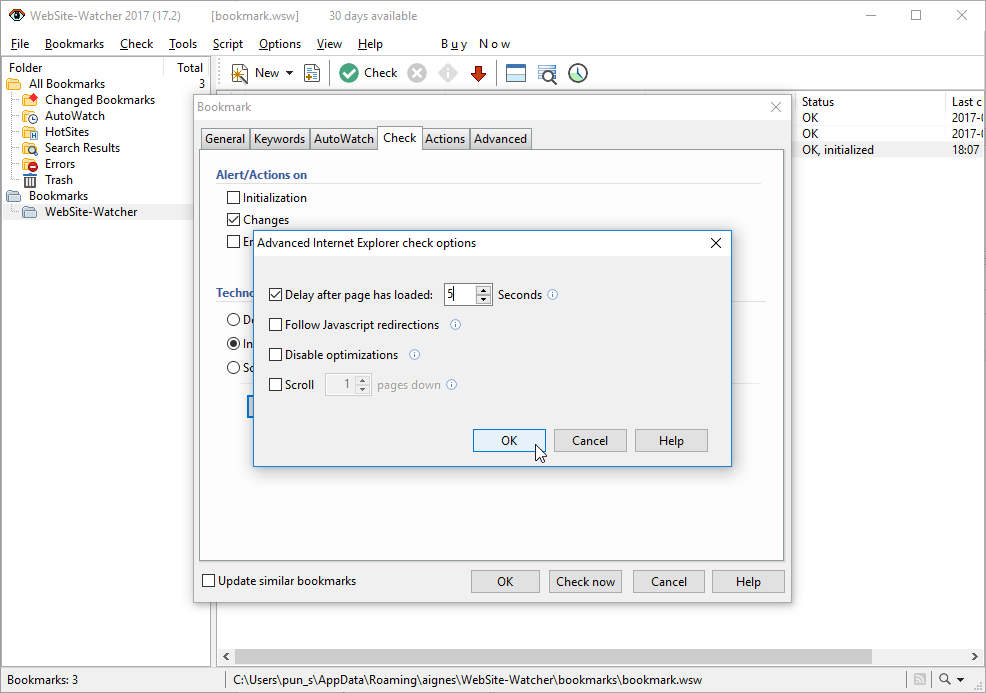 WebSite-Watcher 2017 (17.2) [bookmark.wsw] 30 days available
File Bookmarks Check Tools Script Options View Help Buy Now
Folder Total
New Check
All Bookmarks 3
Changed Bookmarks
AutoWatch
HotSites
Search Results
Errors
Trash
Bookmarks
WebSite-Watcher
Status Last c
OK 2017-
OK 2017-
OK, initialized 18:07
Bookmark
General Keywords AutoWatch Check Actions Advanced
Alert/Actions on
Initialization
Changes
Er
Techno
D
In
Advanced Internet Explorer check options
Delay after page has loaded: 5 Seconds
Follow Javascript redirections
Disable optimizations
Scroll 1 pages down
OK Cancel Help
Update similar bookmarks OK Check now Cancel Help
Bookmarks: 3 C:\Users\pun_s\AppData\Roaming\aignes\WebSite-Watcher\bookmarks\bookmark.wsw